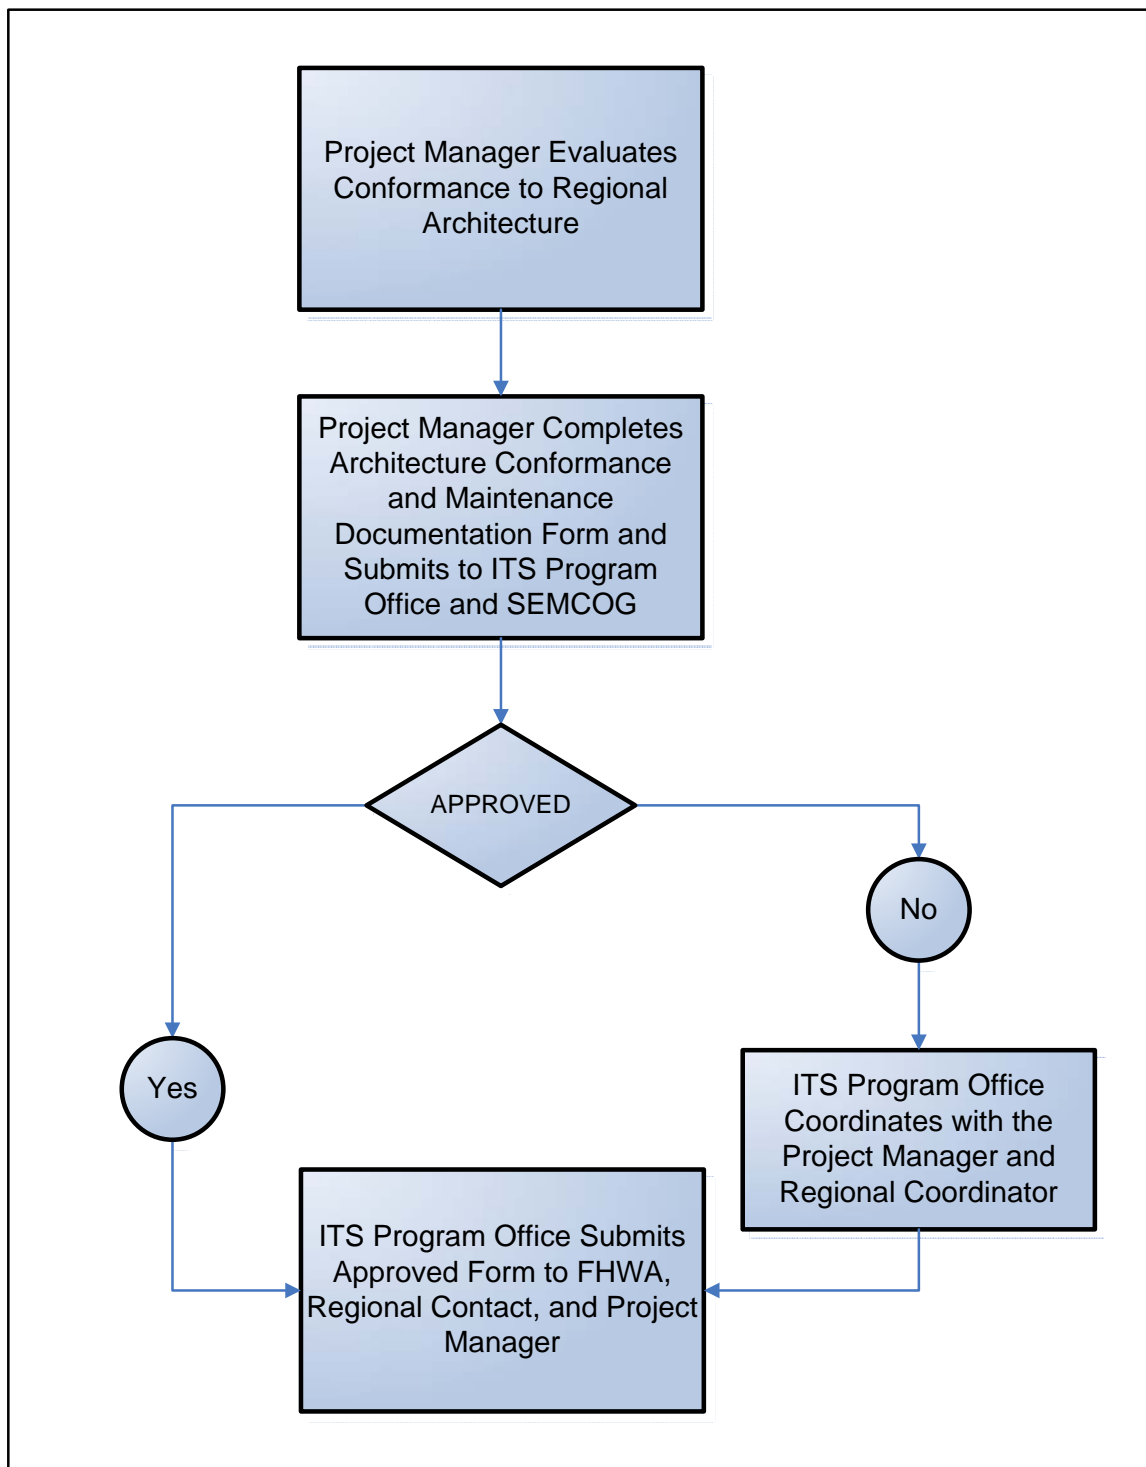 Project Manager Evaluates
Conformance to Regional
Architecture
Project Manager Completes
Architecture Conformance
and Maintenance
Documentation Form and
Submits to ITS Program
Office and SEMCOG
APPROVED
No
Yes
ITS Program Office
Coordinates with the
Project Manager and
Regional Coordinator
ITS Program Office Submits
Approved Form to FHWA,
Regional Contact, and Project
Manager